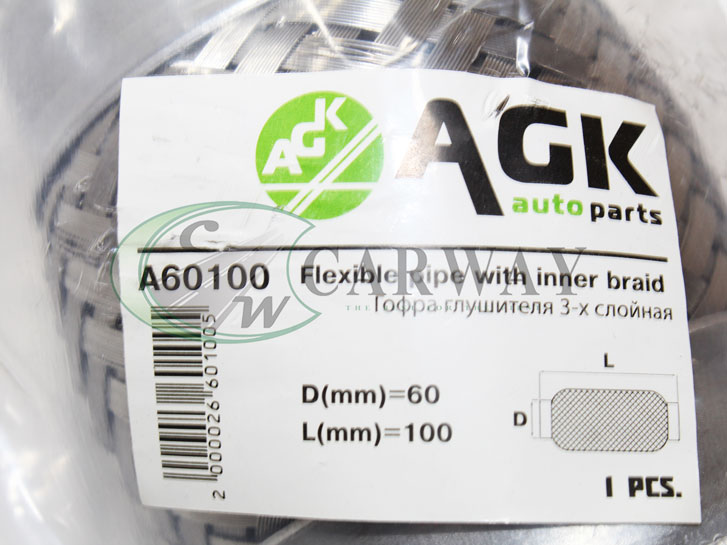 AGK
AGK
auto parts
A60100 Flexible pipe with inner braid
Гофра глушителя 3-х слойная
CARWAY
THE
D(mm)=60
L(mm)=100
L
D
2 000026 601005
1 PCS.